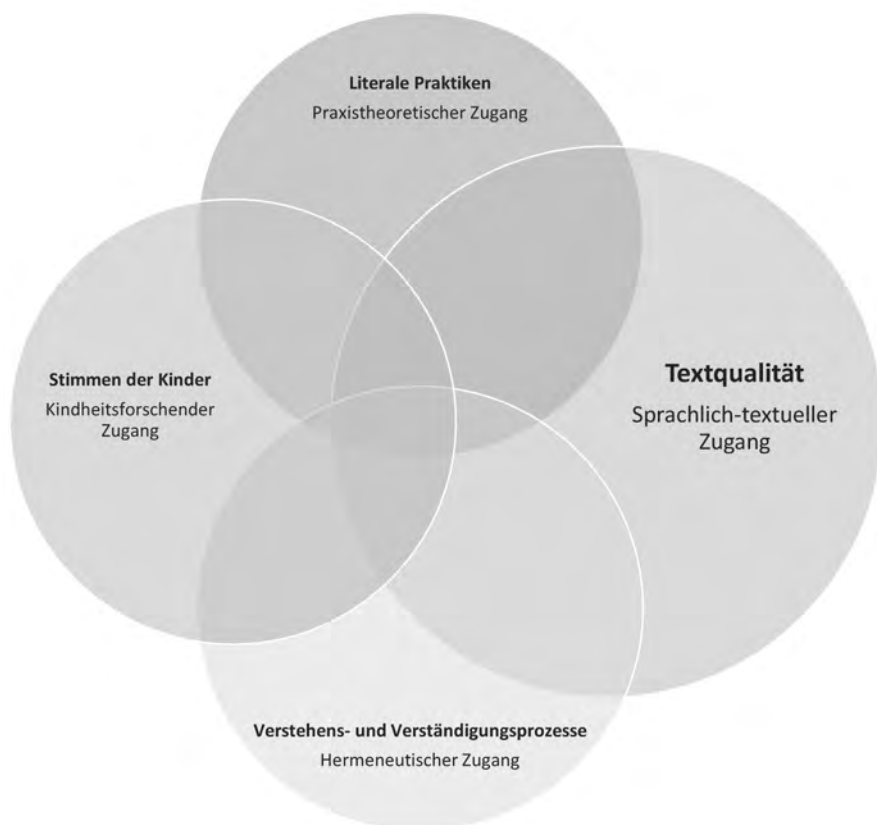 Literale Praktiken
Praxistheoretischer Zugang
Stimmen der Kinder
Kindheitsforschender
Zugang
Textqualität
Sprachlich-textueller
Zugang
Verstehens- und Verständigungsprozesse
Hermeneutischer Zugang